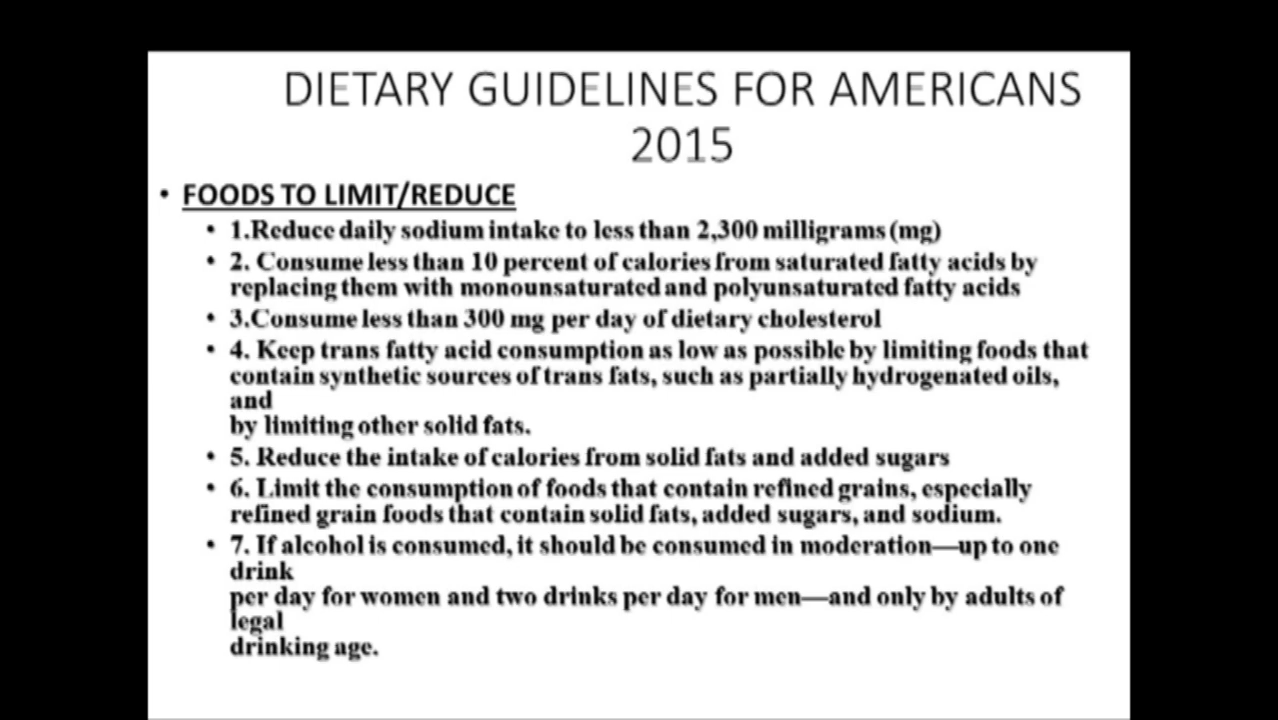 DIETARY GUIDELINES FOR AMERICANS
2015
• FOODS TO LIMIT/REDUCE
• 1.Reduce daily sodium intake to less than 2,300 milligrams (mg)
• 2. Consume less than 10 percent of calories from saturated fatty acids by
replacing them with monounsaturated and polyunsaturated fatty acids
• 3.Consume less than 300 mg per day of dietary cholesterol
• 4. Keep trans fatty acid consumption as low as possible by limiting foods that
contain synthetic sources of trans fats, such as partially hydrogenated oils,
and
by limiting other solid fats.
• 5. Reduce the intake of calories from solid fats and added sugars
• 6. Limit the consumption of foods that contain refined grains, especially
refined grain foods that contain solid fats, added sugars, and sodium.
• 7. If alcohol is consumed, it should be consumed in moderation—up to one
drink
per day for women and two drinks per day for men—and only by adults of
legal
drinking age.